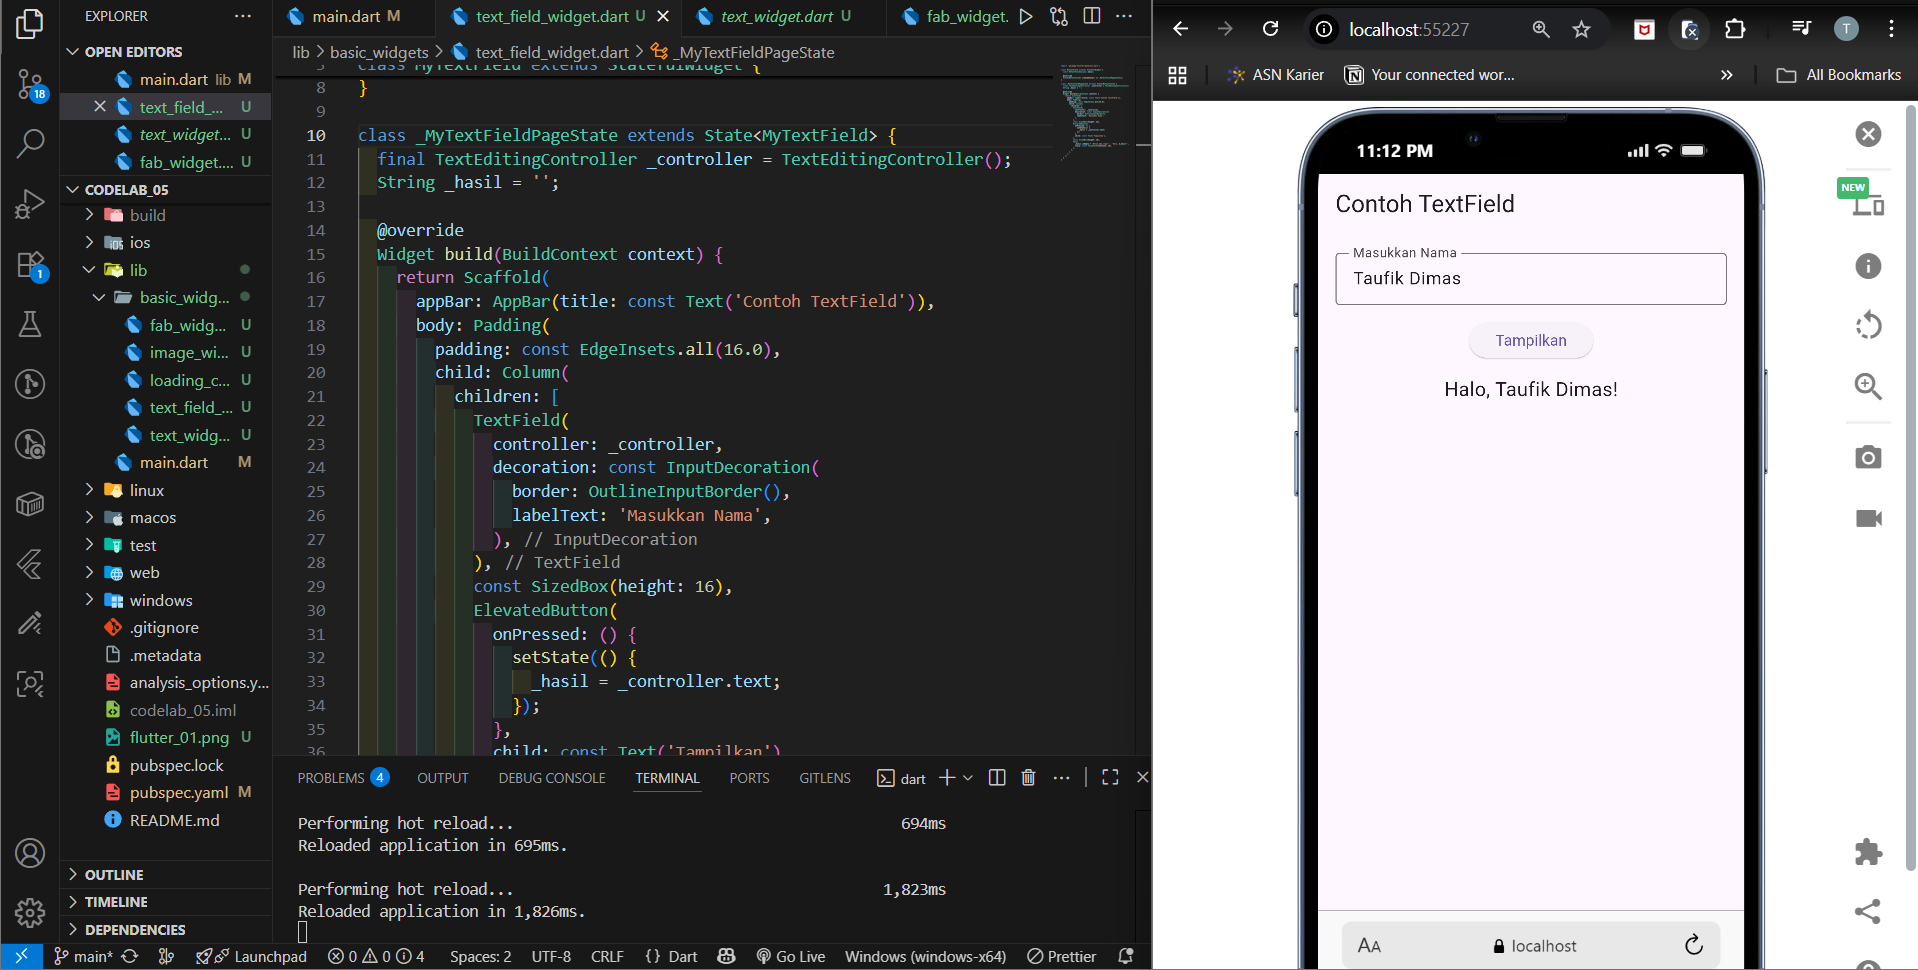 EXPLORER
OPEN EDITORS
main.dart lib M
text_field_... U
text_widget... U
fab_widget.... U
CODELAB_05
build
ios
lib
basic_widg...
fab_widg... U
image_wi... U
loading_c... U
text_field_... U
text_widg... U
main.dart M
linux
macos
test
web
windows
.gitignore
.metadata
analysis_options.y...
codelab_05.iml
flutter_01.png U
pubspec.lock
pubspec.yaml M
README.md
OUTLINE
TIMELINE
DEPENDENCIES
18
1
main.dart M
text_field_widget.dart U
text_widget.dart U
fab_widget.
lib > basic_widgets > text_field_widget.dart > _MyTextFieldPageState
class MyTextField extends StatefulWidget {
8 }
9
10 class _MyTextFieldPageState extends State<MyTextField> {
11 final TextEditingController _controller = TextEditingController();
12 String _hasil = '';
13
14 @override
15 Widget build(BuildContext context) {
16 return Scaffold(
17 appBar: AppBar(title: const Text('Contoh TextField')),
18 body: Padding(
19 padding: const EdgeInsets.all(16.0),
20 child: Column(
21 children: [
22 TextField(
23 controller: _controller,
24 decoration: const InputDecoration(
25 border: OutlineInputBorder(),
26 labelText: 'Masukkan Nama',
27 ), // InputDecoration
28 ), // TextField
29 const SizedBox(height: 16),
30 ElevatedButton(
31 onPressed: () {
32 setState(() {
33 _hasil = _controller.text;
34 });
35 },
36 child: const Text('Tampilkan')
PROBLEMS 4 OUTPUT DEBUG CONSOLE TERMINAL PORTS GITLENS dart
Performing hot reload... 694ms
Reloaded application in 695ms.
Performing hot reload... 1,823ms
Reloaded application in 1,826ms.
main* Launchpad 0 0 4 Spaces: 2 UTF-8 CRLF {} Dart Go Live Windows (windows-x64) Prettier
localhost:55227
T
ASN Karier
Your connected wor...
»
All Bookmarks
11:12 PM
Contoh TextField
Masukkan Nama
Taufik Dimas
Tampilkan
Halo, Taufik Dimas!
AA localhost
NEW